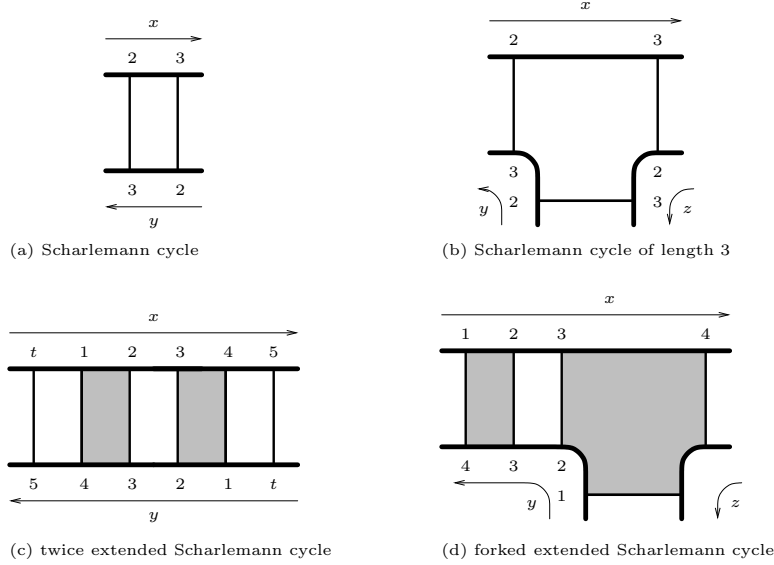 x
2 3
3 2
y
(a) Scharlemann cycle
x
2 3
3 2
y 2 3 z
(b) Scharlemann cycle of length 3
x
t 1 2 3 4 5
5 4 3 2 1 t
y
(c) twice extended Scharlemann cycle
x
1 2 3 4
4 3 2
y 1 z
(d) forked extended Scharlemann cycle